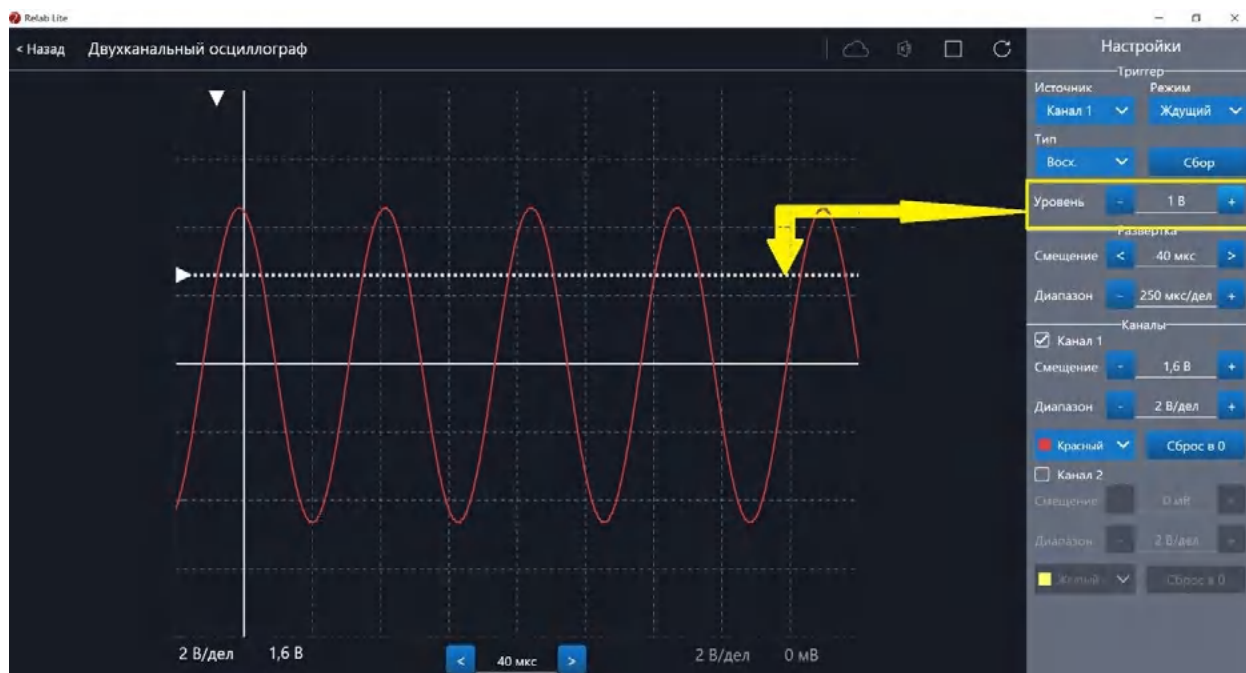 Relab Lite
< Назад Двухканальный осциллограф
Настройки
Триггер
Источник Режим
Канал 1 Ждущий
Тип
Восх. Сбор
Уровень - 1 В +
Развертка
Смещение < 40 мкс >
Диапазон - 250 мкс/дел +
Каналы
Канал 1
Смещение - 1,6 В +
Диапазон - 2 В/дел +
Красный Сброс в 0
Канал 2
Смещение - 0 мВ +
Диапазон - 2 В/дел +
Желтый Сброс в 0
2 В/дел 1,6 В < 40 мкс > 2 В/дел 0 мВ